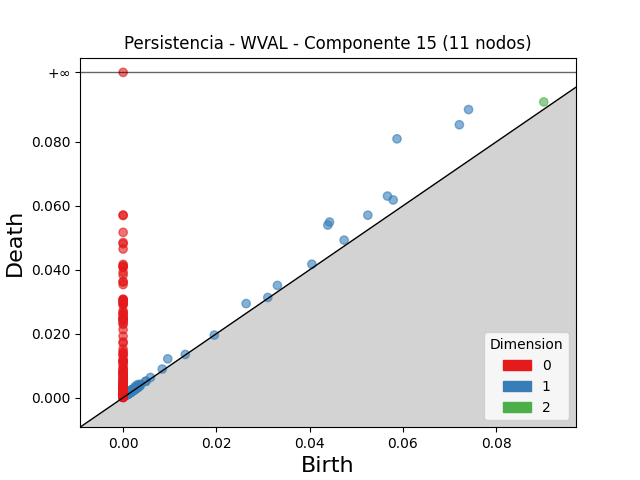 Persistencia - WVAL - Componente 15 (11 nodos)
+∞
0.080
0.060
0.040
0.020
0.000
Death
Dimension
0
1
2
0.00 0.02 0.04 0.06 0.08
Birth